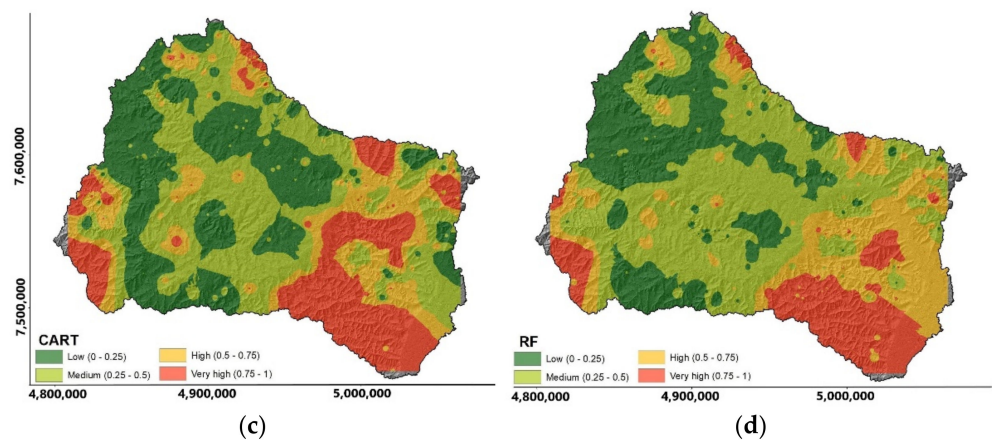 7,600,000
7,500,000
CART
Low (0 - 0.25)
High (0.5 - 0.75)
Medium (0.25 - 0.5)
Very high (0.75 - 1)
4,800,000
4,900,000
5,000,000
(c)
RF
Low (0 - 0.25)
High (0.5 - 0.75)
Medium (0.25 - 0.5)
Very high (0.75 - 1)
4,800,000
4,900,000
5,000,000
(d)